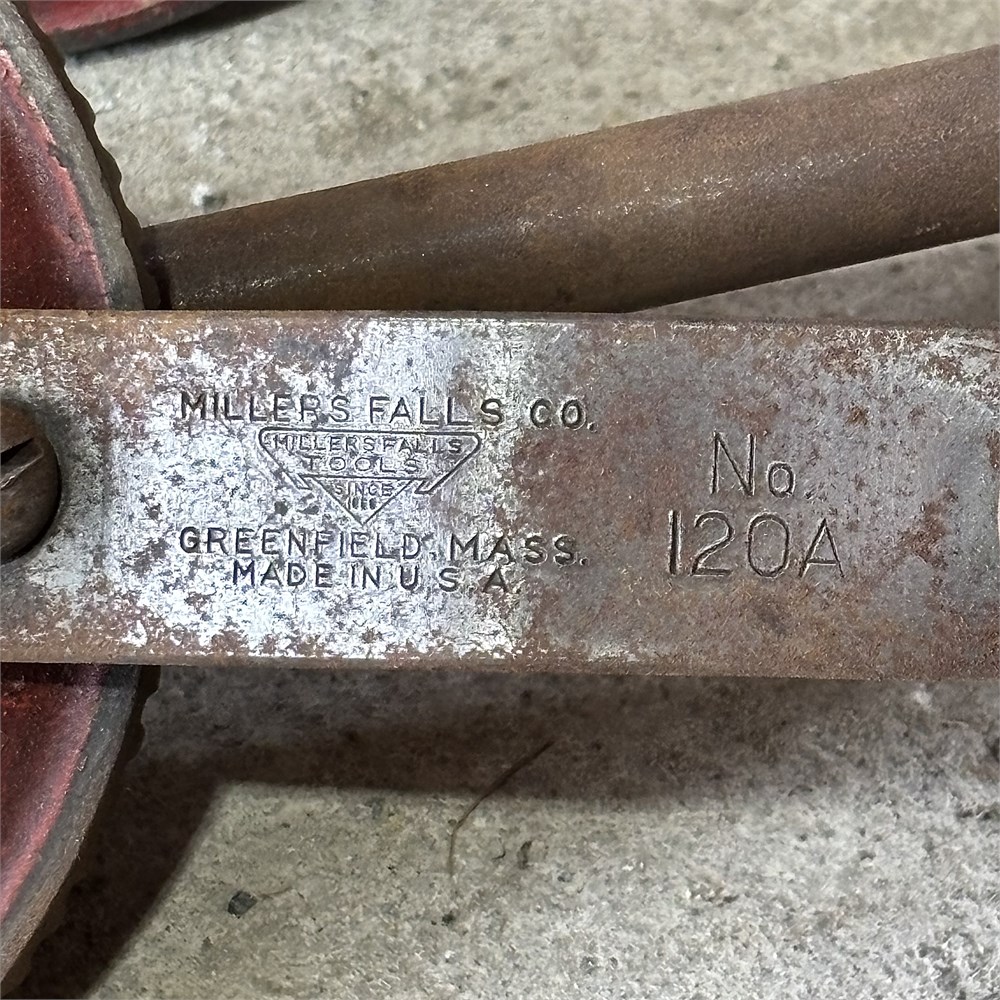 MILLERS FALLS CO.
MILLERS FALLS
TOOLS
SINCE
GREENFIELD, MASS.
MADE IN U.S.A.
No.
120A